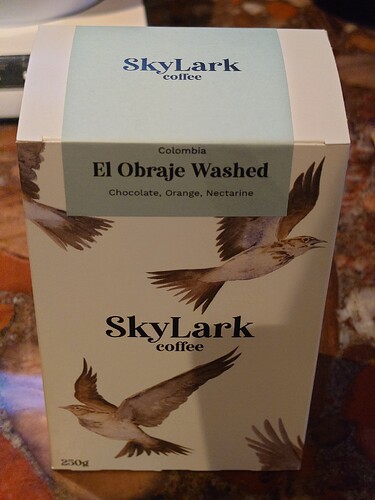 SkyLark
coffee
Colombia
El Obraje Washed
Chocolate, Orange, Nectarine
SkyLark
coffee
250g